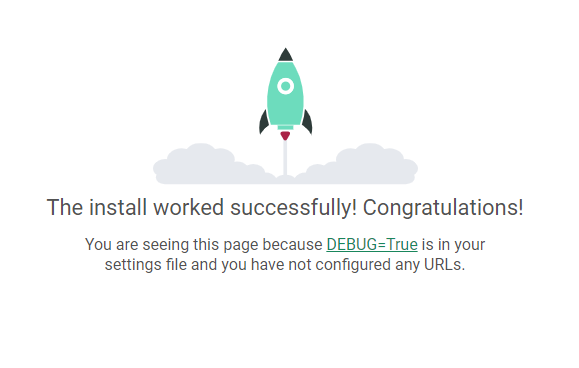 The install worked successfully! Congratulations!
You are seeing this page because DEBUG=True is in your
settings file and you have not configured any URLs.